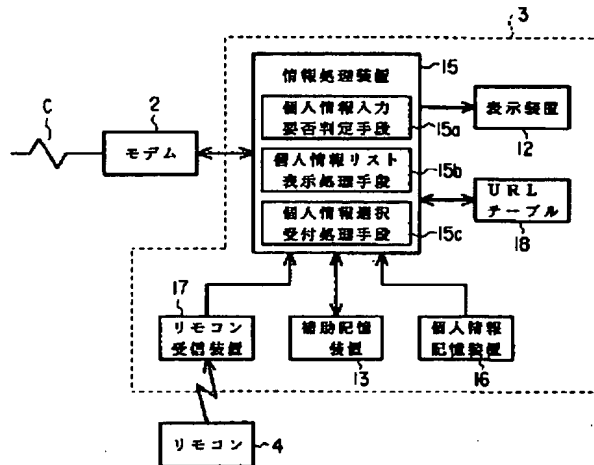 3
C
2
モデム
情報処理装置
15
個人情報入力
要否判定手段
15a
個人情報リスト
表示処理手段
15b
個人情報選択
受付処理手段
15c
表示装置
12
URL
テーブル
18
17
リモコン
受信装置
補助記憶
装置
13
個人情報
記憶装置
16
リモコン
4